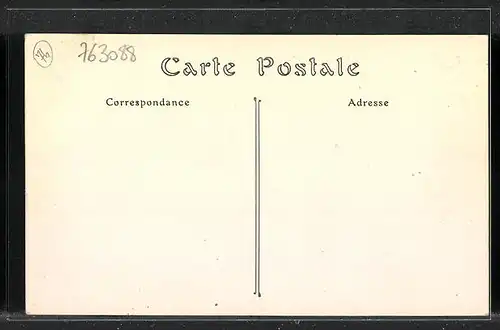 763088
Carte Postale
Correspondance
Adresse